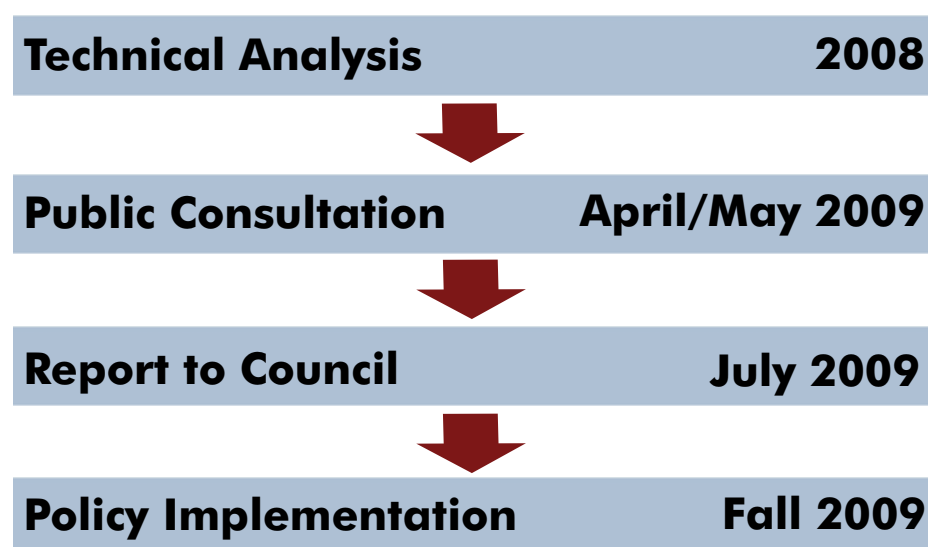 Technical Analysis 2008
Public Consultation April/May 2009
Report to Council July 2009
Policy Implementation Fall 2009